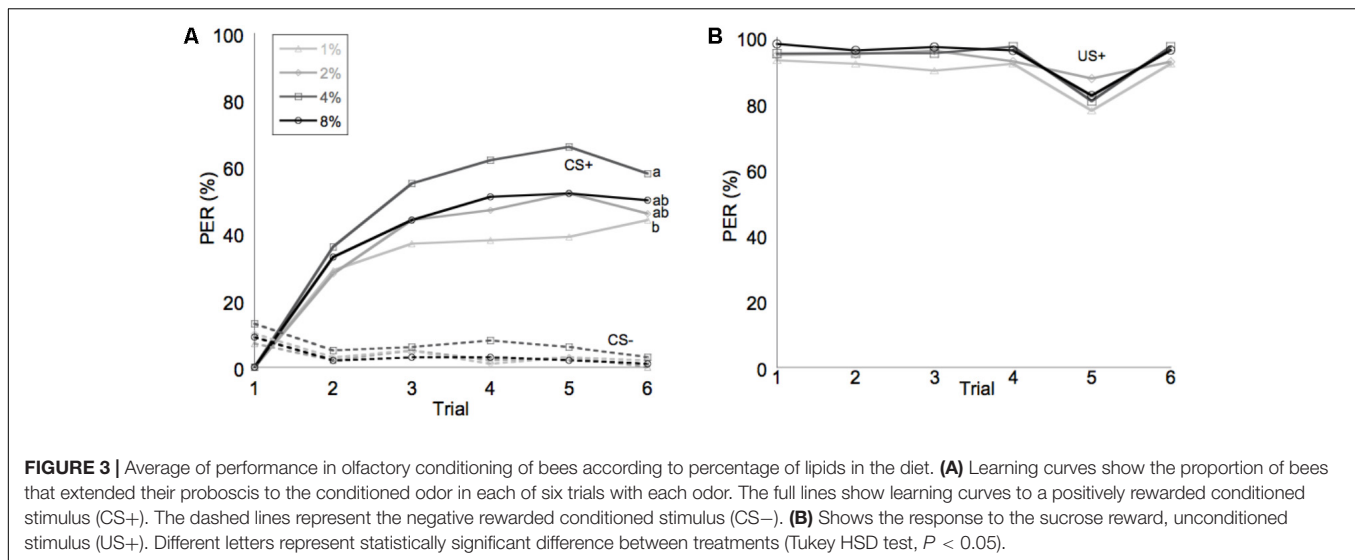 A
100
80
60
40
20
0
PER (%)
1%
2%
4%
8%
CS+
a
ab
ab
b
CS-
1 2 3 4 5 6
Trial
B
100
80
60
40
20
0
PER (%)
US+
1 2 3 4 5 6
Trial
FIGURE 3 | Average of performance in olfactory conditioning of bees according to percentage of lipids in the diet. (A) Learning curves show the proportion of bees
that extended their proboscis to the conditioned odor in each of six trials with each odor. The full lines show learning curves to a positively rewarded conditioned
stimulus (CS+). The dashed lines represent the negative rewarded conditioned stimulus (CS−). (B) Shows the response to the sucrose reward, unconditioned
stimulus (US+). Different letters represent statistically significant difference between treatments (Tukey HSD test, P < 0.05).